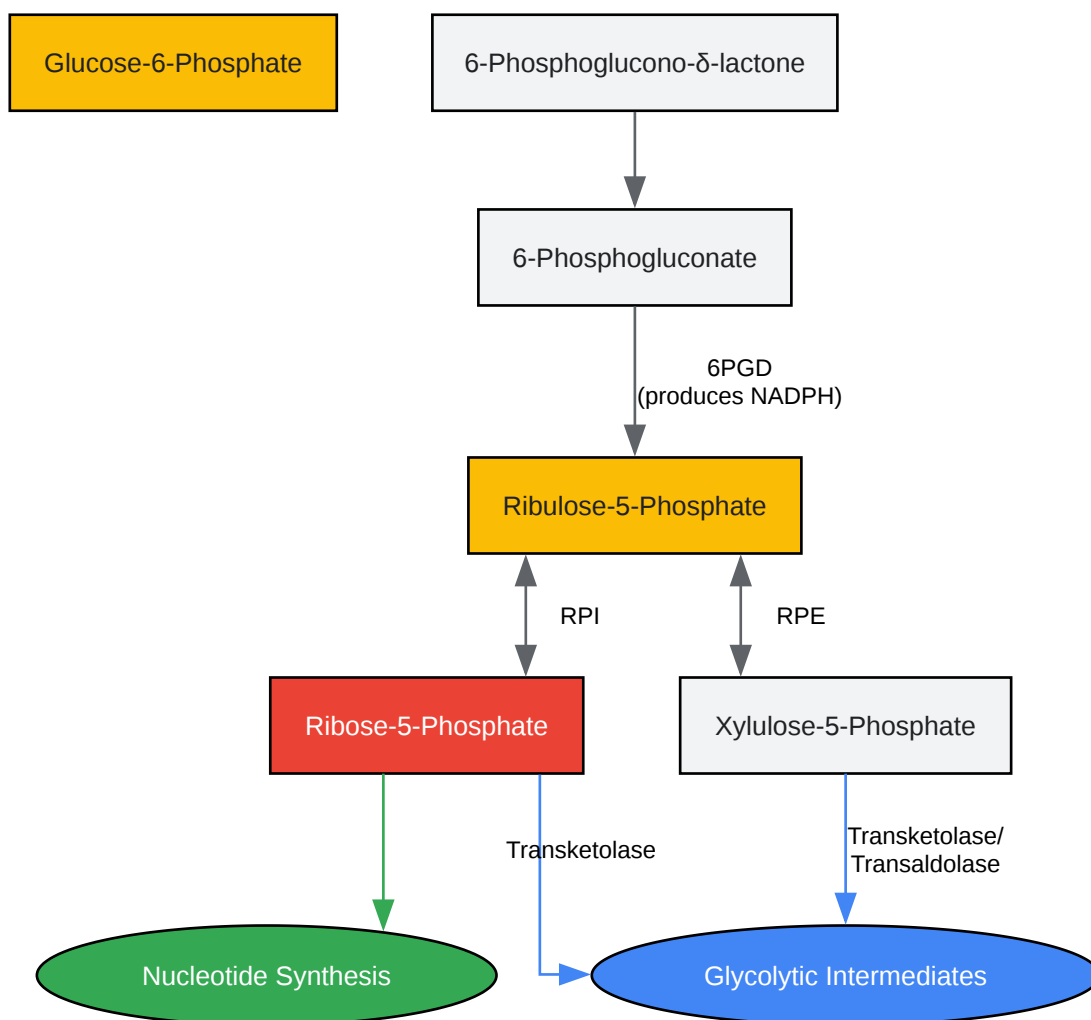 Glucose-6-Phosphate
6-Phosphoglucono-δ-lactone
6-Phosphogluconate
6PGD
(produces NADPH)
Ribulose-5-Phosphate
RPI
RPE
Ribose-5-Phosphate
Xylulose-5-Phosphate
Transketolase
Transketolase/
Transaldolase
Nucleotide Synthesis
Glycolytic Intermediates